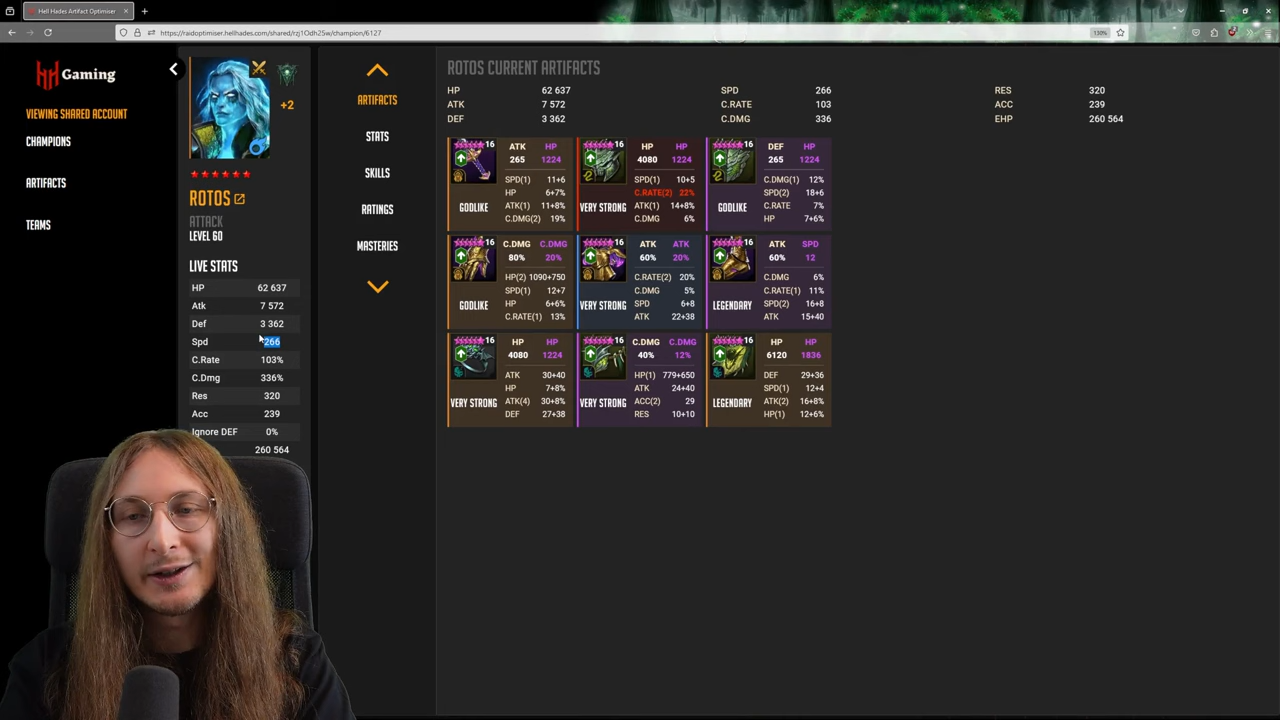 Hell Hades Artifact Optimiser
https://raidoptimiser.hellhades.com/shared/rzj1Odh25w/champion/6127
130%
Gaming
VIEWING SHARED ACCOUNT
CHAMPIONS
ARTIFACTS
TEAMS
+2
ROTOS
ATTACK
LEVEL 60
LIVE STATS
HP 62 637
Atk 7 572
Def 3 362
Spd 266
C.Rate 103%
C.Dmg 336%
Res 320
Acc 239
Ignore DEF 0%
260 564
ARTIFACTS
STATS
SKILLS
RATINGS
MASTERIES
ROTOS CURRENT ARTIFACTS
HP 62 637 SPD 266 RES 320
ATK 7 572 C.RATE 103 ACC 239
DEF 3 362 C.DMG 336 EHP 260 564
16 ATK HP
265 1224
SPD(1) 11+6
HP 6+7%
ATK(1) 11+8%
C.DMG(2) 19%
GODLIKE
16 HP HP
4080 1224
SPD(1) 10+5
C.RATE(2) 22%
ATK(1) 14+8%
C.DMG 6%
VERY STRONG
16 DEF HP
265 1224
C.DMG(1) 12%
SPD(2) 18+6
C.RATE 7%
HP 7+6%
GODLIKE
16 C.DMG C.DMG
80% 20%
HP(2) 1090+750
SPD(1) 12+7
HP 6+6%
C.RATE(1) 13%
GODLIKE
16 ATK ATK
60% 20%
C.RATE(2) 20%
C.DMG 5%
SPD 6+8
ATK 22+38
VERY STRONG
16 ATK SPD
60% 12
C.DMG 6%
C.RATE(1) 11%
SPD(2) 16+8
ATK 15+40
LEGENDARY
16 HP HP
4080 1224
ATK 30+40
HP 7+8%
ATK(4) 30+8%
DEF 27+38
VERY STRONG
16 C.DMG HP
40% 12%
HP(1) 779+650
ATK 24+40
ACC(2) 29
RES 10+10
VERY STRONG
16 HP HP
6120 1836
DEF 29+36
SPD(1) 12+4
ATK(2) 16+8%
HP(1) 12+6%
LEGENDARY